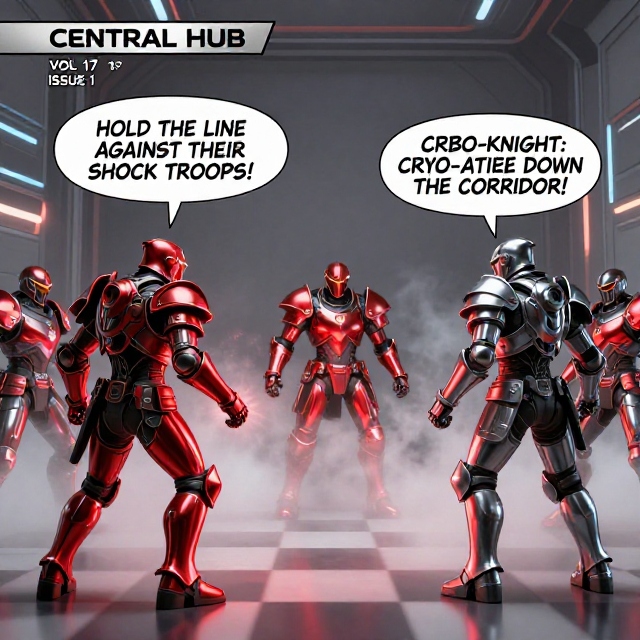 CENTRAL HUB
VOL 17
ISSUE 1
HOLD THE LINE
AGAINST THEIR
SHOCK TROOPS!
CRBO-KNIGHT:
CRYO-ATIEE DOWN
THE CORRIDOR!